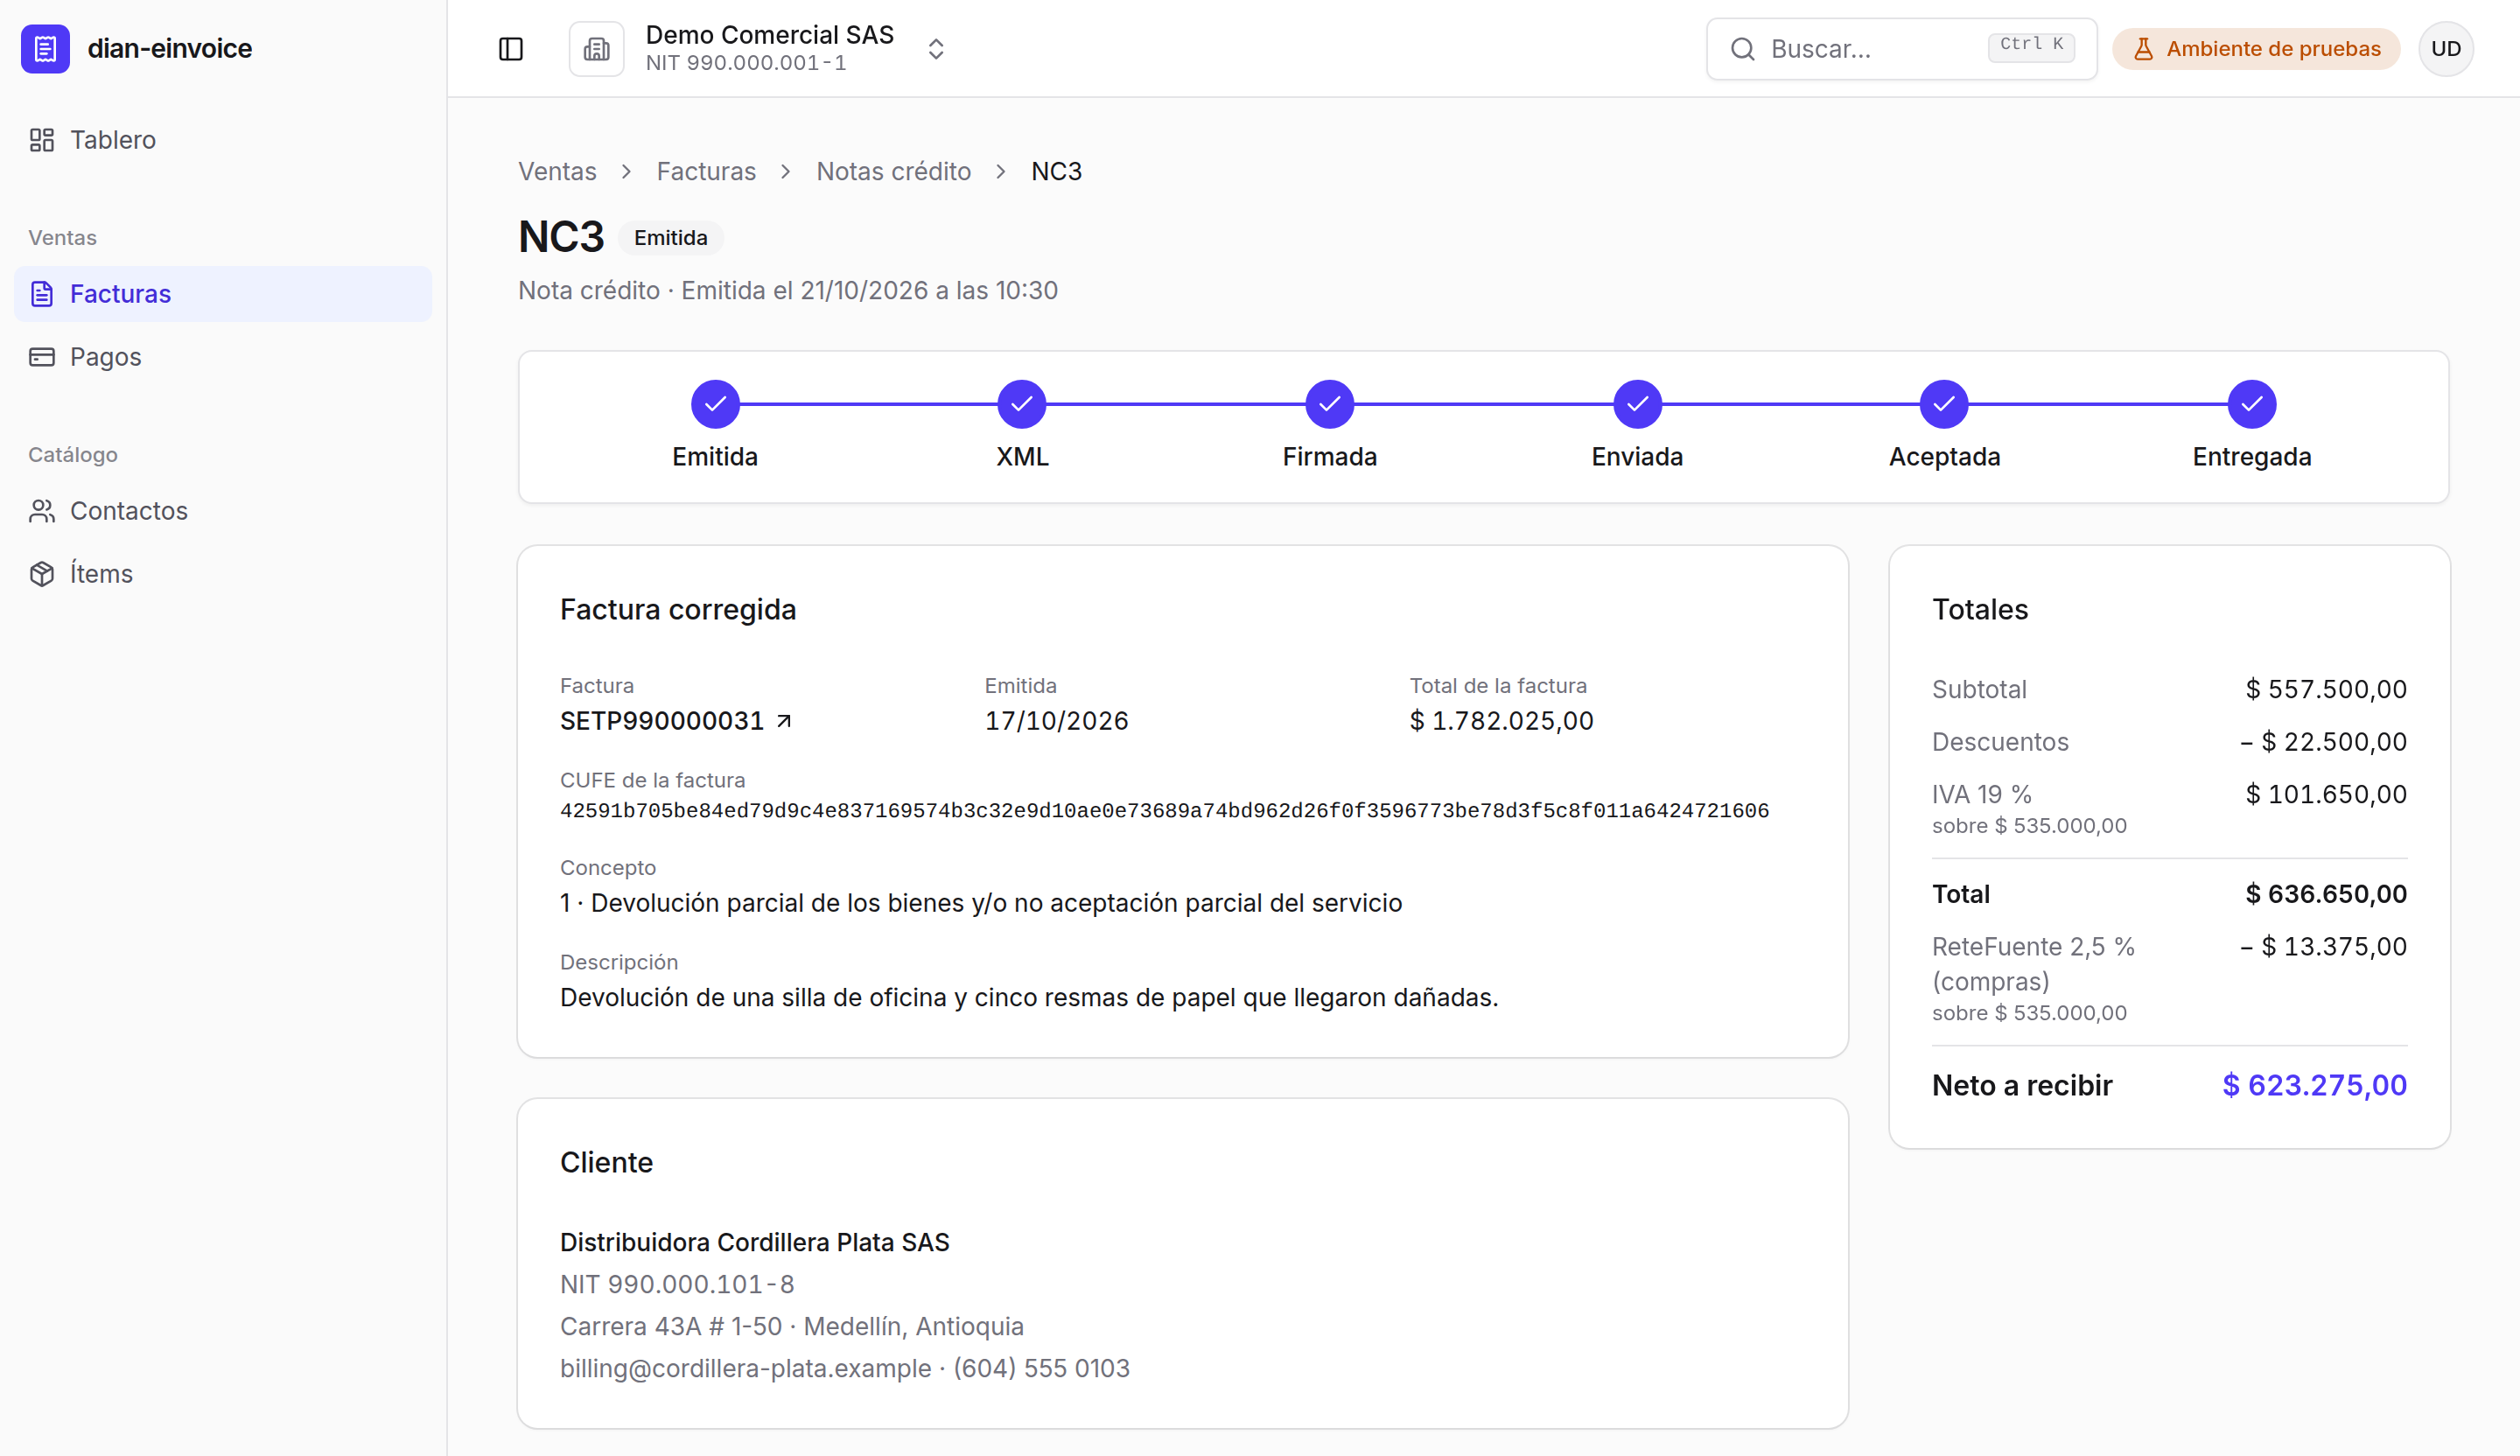 dian-einvoice
Demo Comercial SAS
NIT 990.000.001-1
Buscar...
Ctrl K
Ambiente de pruebas
UD
Tablero
Ventas
Facturas
Pagos
Catálogo
Contactos
Ítems
Ventas > Facturas > Notas crédito > NC3
NC3 Emitida
Nota crédito · Emitida el 21/10/2026 a las 10:30
Emitida XML Firmada Enviada Aceptada Entregada
Factura corregida
Factura Emitida Total de la factura
SETP990000031 17/10/2026 $ 1.782.025,00
CUFE de la factura
42591b705be84ed79d9c4e837169574b3c32e9d10ae0e73689a74bd962d26f0f3596773be78d3f5c8f011a6424721606
Concepto
1 · Devolución parcial de los bienes y/o no aceptación parcial del servicio
Descripción
Devolución de una silla de oficina y cinco resmas de papel que llegaron dañadas.
Cliente
Distribuidora Cordillera Plata SAS
NIT 990.000.101-8
Carrera 43A # 1-50 · Medellín, Antioquia
billing@cordillera-plata.example · (604) 555 0103
Totales
Subtotal $ 557.500,00
Descuentos − $ 22.500,00
IVA 19 % $ 101.650,00
sobre $ 535.000,00
Total $ 636.650,00
ReteFuente 2,5 % − $ 13.375,00
(compras)
sobre $ 535.000,00
Neto a recibir $ 623.275,00